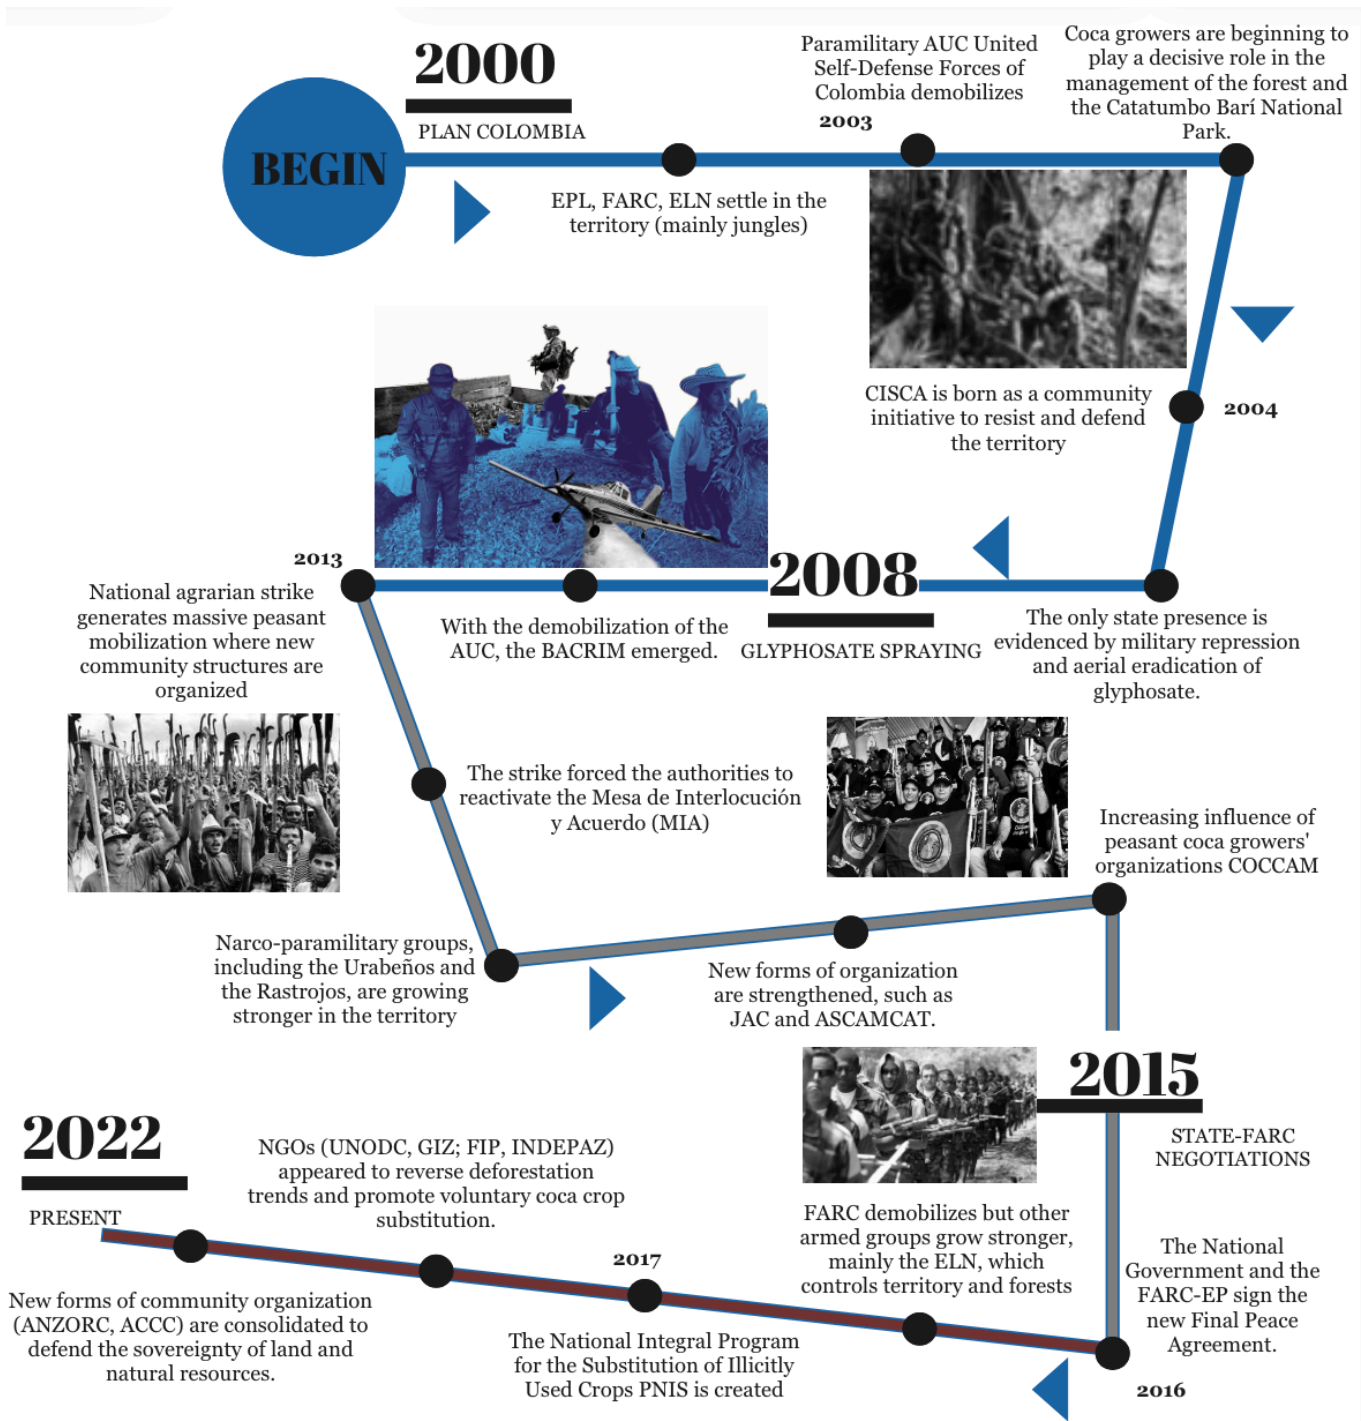 2000
PLAN COLOMBIA
BEGIN
EPL, FARC, ELN settle in the
territory (mainly jungles)
Paramilitary AUC United
Self-Defense Forces of
Colombia demobilizes
2003
Coca growers are beginning to
play a decisive role in the
management of the forest and
the Catatumbo Barí National
Park.
CISCA is born as a community
initiative to resist and defend
the territory
2004
The only state presence is
evidenced by military repression
and aerial eradication of
glyphosate.
2008
GLYPHOSATE SPRAYING
With the demobilization of the
AUC, the BACRIM emerged.
2013
National agrarian strike
generates massive peasant
mobilization where new
community structures are
organized
The strike forced the authorities to
reactivate the Mesa de Interlocución
y Acuerdo (MIA)
Narco-paramilitary groups,
including the Urabeños and
the Rastrojos, are growing
stronger in the territory
New forms of organization
are strengthened, such as
JAC and ASCAMCAT.
Increasing influence of
peasant coca growers'
organizations COCCAM
2015
STATE-FARC
NEGOTIATIONS
The National
Government and the
FARC-EP sign the
new Final Peace
Agreement.
2016
FARC demobilizes but other
armed groups grow stronger,
mainly the ELN, which
controls territory and forests
2017
The National Integral Program
for the Substitution of Illicitly
Used Crops PNIS is created
NGOs (UNODC, GIZ; FIP, INDEPAZ)
appeared to reverse deforestation
trends and promote voluntary coca crop
substitution.
New forms of community organization
(ANZORC, ACCC) are consolidated to
defend the sovereignty of land and
natural resources.
2022
PRESENT